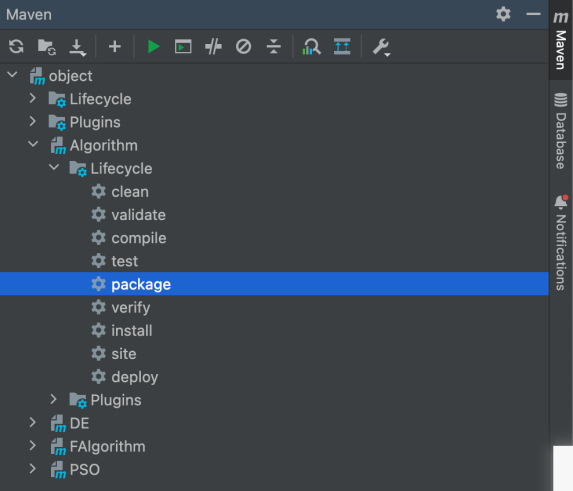 Maven
object
Lifecycle
Plugins
Algorithm
Lifecycle
clean
validate
compile
test
package
verify
install
site
deploy
Plugins
DE
FAlgorithm
PSO
m
Maven
Database
Notifications